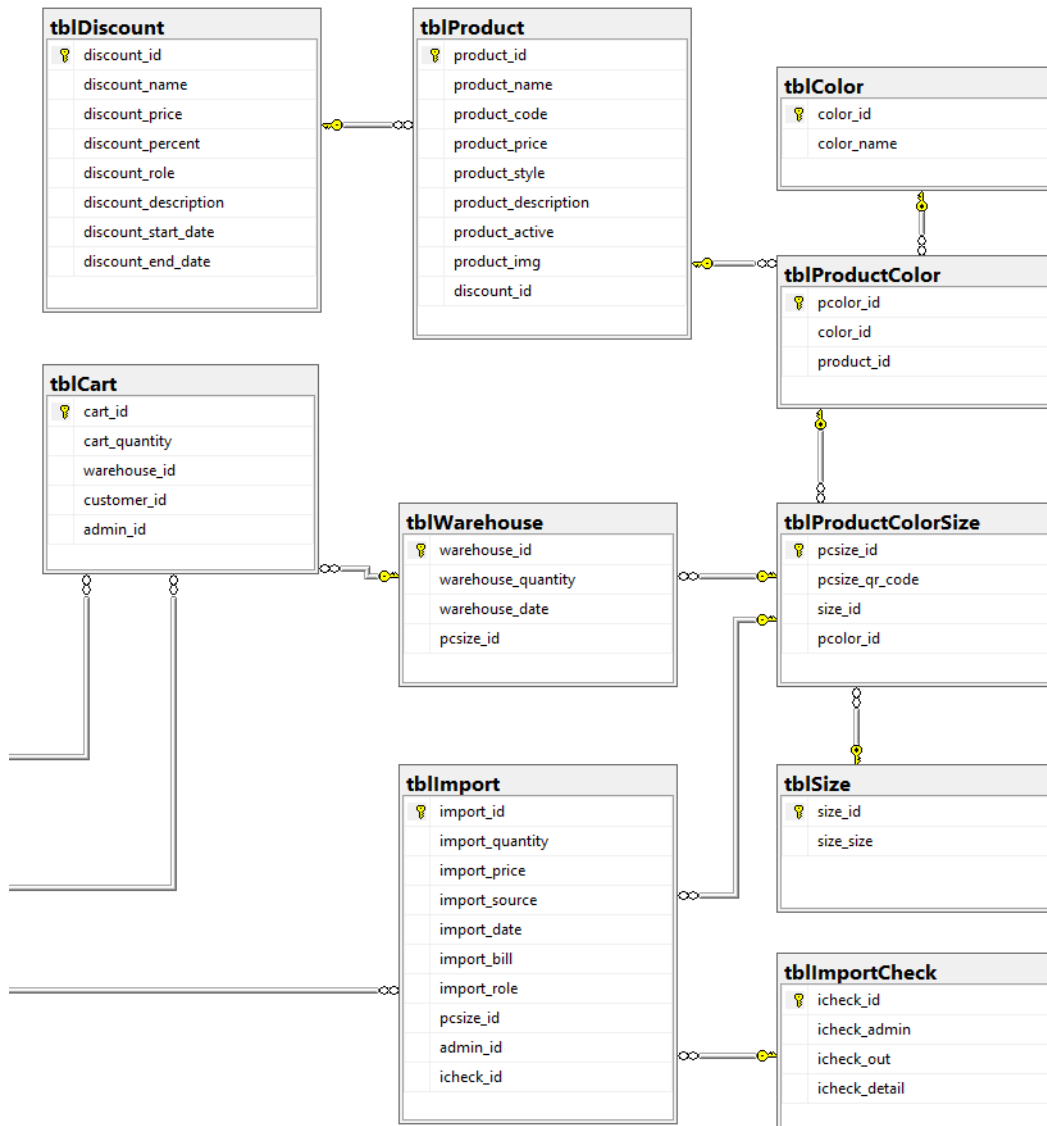 tblDiscount
discount_id
discount_name
discount_price
discount_percent
discount_role
discount_description
discount_start_date
discount_end_date
tblProduct
product_id
product_name
product_code
product_price
product_style
product_description
product_active
product_img
discount_id
tblColor
color_id
color_name
tblProductColor
pcolor_id
color_id
product_id
tblCart
cart_id
cart_quantity
warehouse_id
customer_id
admin_id
tblWarehouse
warehouse_id
warehouse_quantity
warehouse_date
pcsize_id
tblProductColorSize
pcsize_id
pcsize_qr_code
size_id
pcolor_id
tblImport
import_id
import_quantity
import_price
import_source
import_date
import_bill
import_role
pcsize_id
admin_id
icheck_id
tblSize
size_id
size_size
tblImportCheck
icheck_id
icheck_admin
icheck_out
icheck_detail